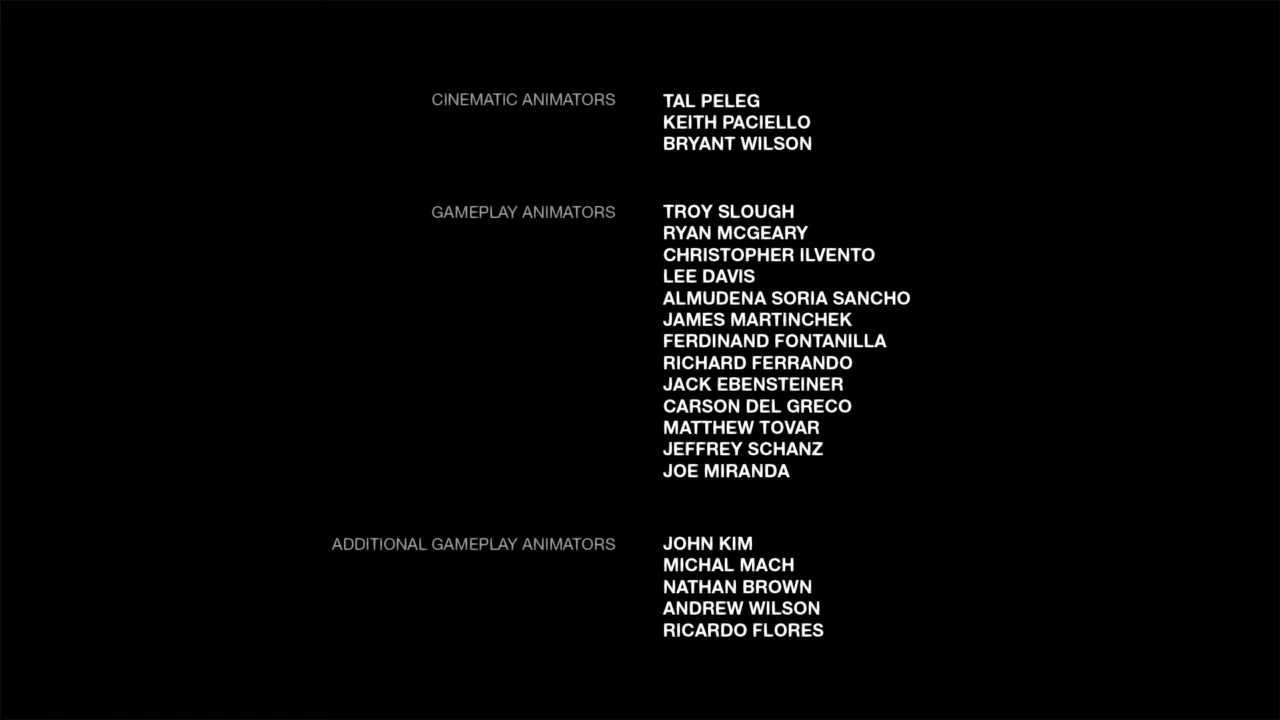 CINEMATIC ANIMATORS TAL PELEG
KEITH PACIELLO
BRYANT WILSON
GAMEPLAY ANIMATORS TROY SLOUGH
RYAN MCGEARY
CHRISTOPHER ILVENTO
LEE DAVIS
ALMUDENA SORIA SANCHO
JAMES MARTINCHEK
FERDINAND FONTANILLA
RICHARD FERRANDO
JACK EBENSTEINER
CARSON DEL GRECO
MATTHEW TOVAR
JEFFREY SCHANZ
JOE MIRANDA
ADDITIONAL GAMEPLAY ANIMATORS JOHN KIM
MICHAL MACH
NATHAN BROWN
ANDREW WILSON
RICARDO FLORES